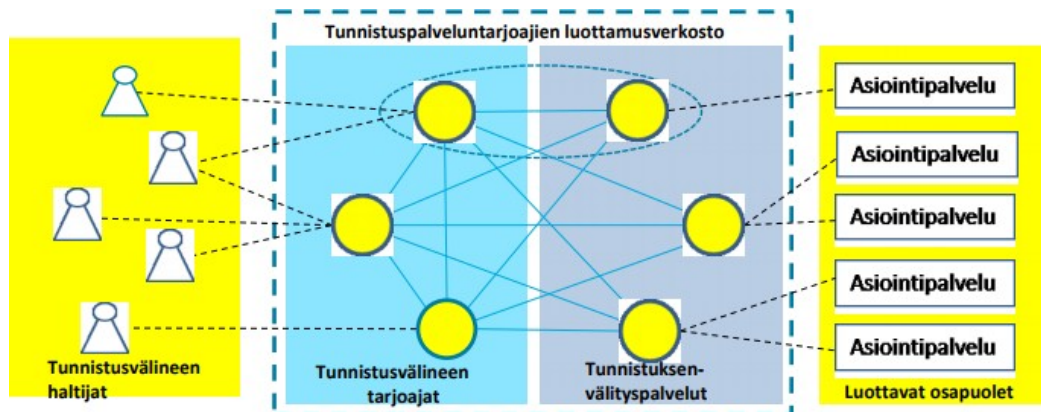 Tunnistuspalveluntarjoajien luottamusverkosto
Asiointipalvelu
Asiointipalvelu
Asiointipalvelu
Asiointipalvelu
Asiointipalvelu
Tunnistusvälineen
haltijat
Tunnistusvälineen
tarjoajat
Tunnistuksen-
välityspalvelut
Luottavat osapuolet